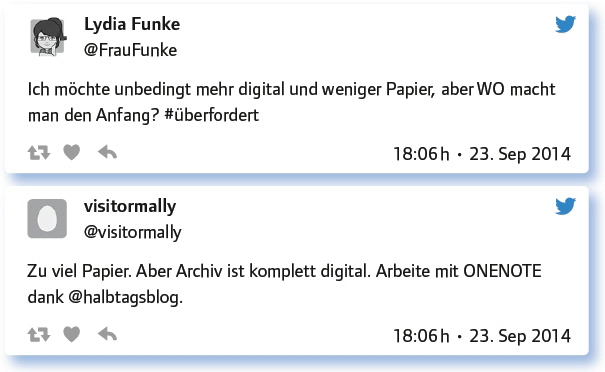 Lydia Funke
@FrauFunke
Ich möchte unbedingt mehr digital und weniger Papier, aber WO macht
man den Anfang? #überfordert
18:06 h · 23. Sep 2014
visitormally
@visitormally
Zu viel Papier. Aber Archiv ist komplett digital. Arbeite mit ONENOTE
dank @halbtagsblog.
18:06 h · 23. Sep 2014